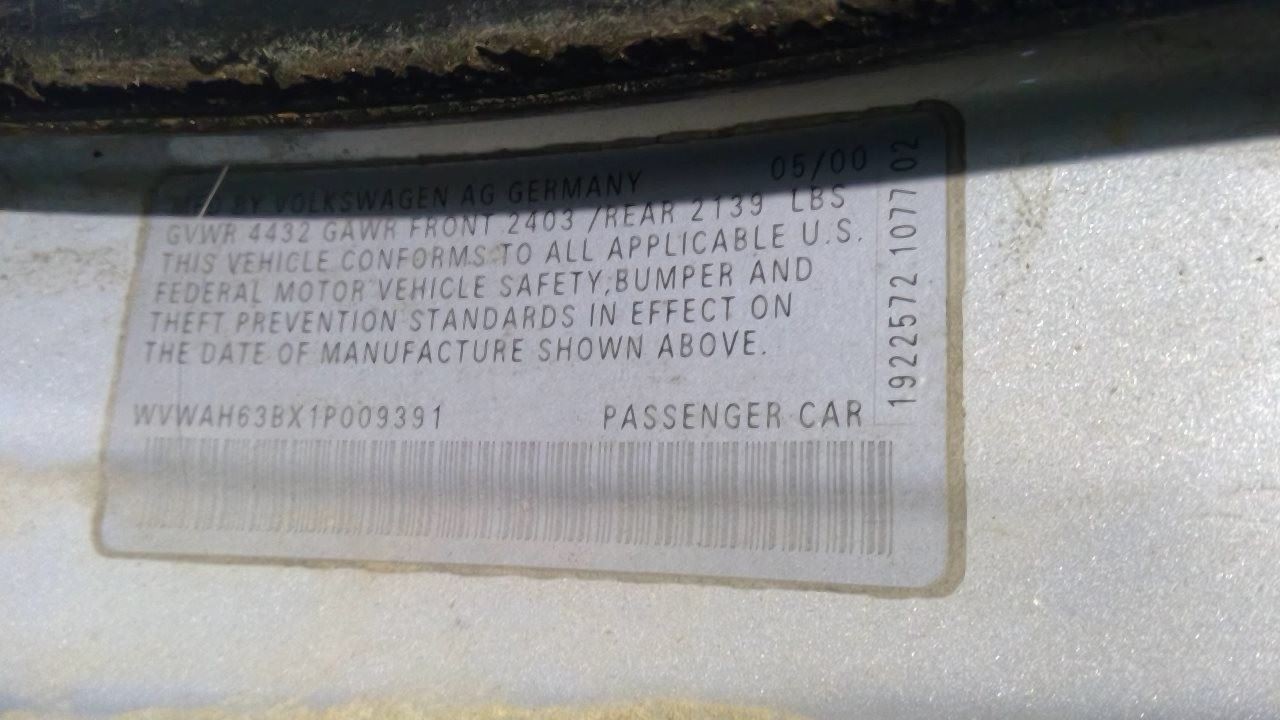 MFD BY VOLKSWAGEN AG GERMANY 05/00
GVWR 4432 GAWR FRONT 2403 /REAR 2139 LBS
THIS VEHICLE CONFORMS TO ALL APPLICABLE U.S.
FEDERAL MOTOR VEHICLE SAFETY,BUMPER AND
THEFT PREVENTION STANDARDS IN EFFECT ON
THE DATE OF MANUFACTURE SHOWN ABOVE.
WVWAH63BX1P009391 PASSENGER CAR
19225572 1077 02